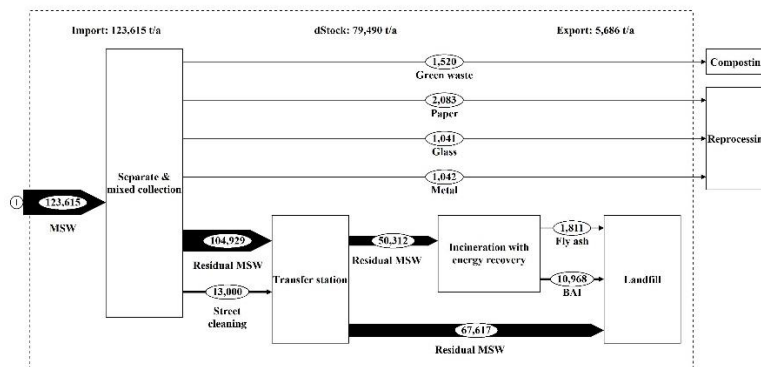 Import: 123,615 t/a
dStock: 79,490 t/a
Export: 5,686 t/a
1,520
Green waste
Compostin
2,083
Paper
1,041
Glass
Reprocessin
Separate &
mixed collection
1,042
Metal
1
123,615
MSW
104,929
Residual MSW
13,000
Street
cleaning
Transfer station
50,312
Residual MSW
Incineration with
energy recovery
1,811
Fly ash
10,968
BAI
Landfill
67,617
Residual MSW